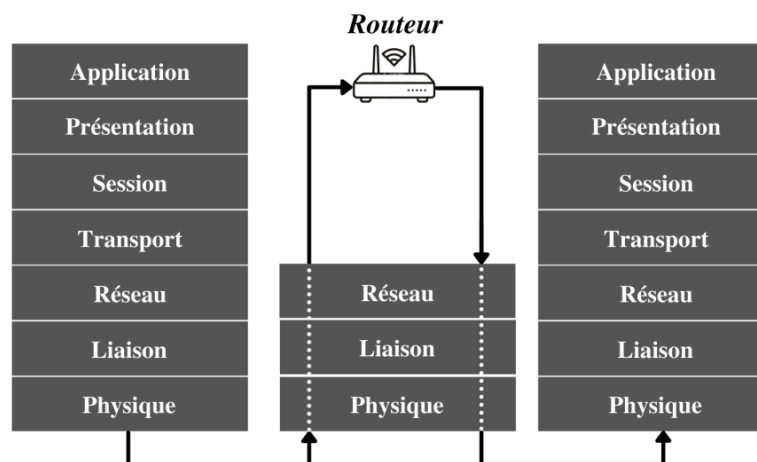 Routeur
Application
Présentation
Session
Transport
Réseau
Liaison
Physique
Réseau
Liaison
Physique
Application
Présentation
Session
Transport
Réseau
Liaison
Physique